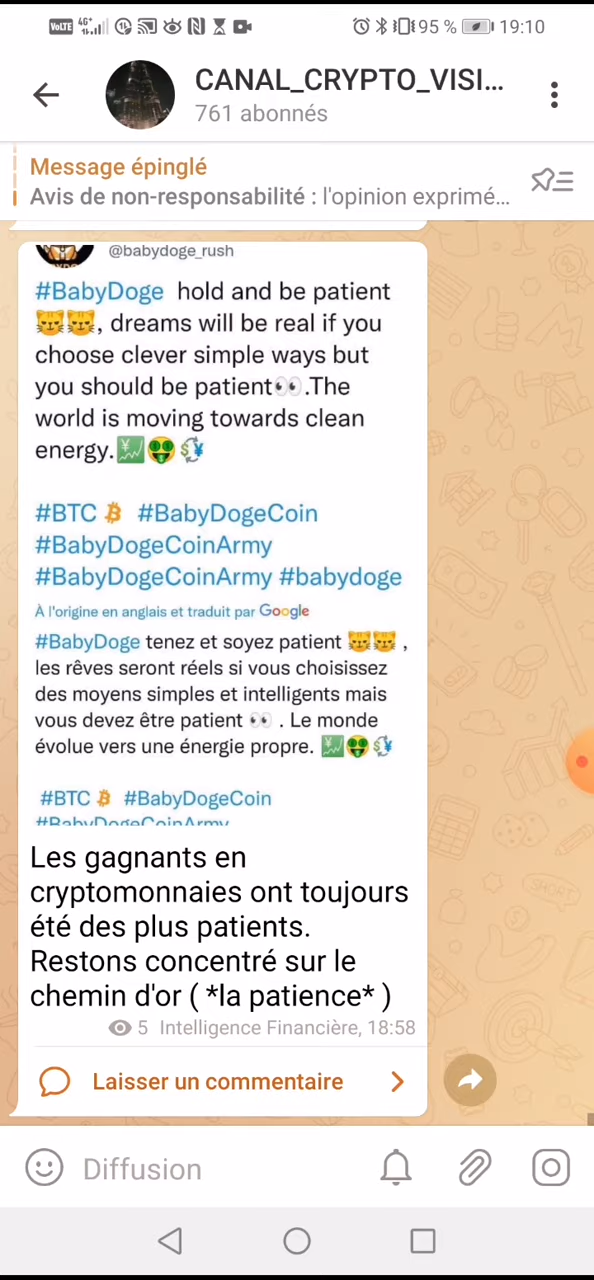 VoLTE 4G+ 95 % 19:10
CANAL_CRYPTO_VISI...
761 abonnés
Message épinglé
Avis de non-responsabilité : l'opinion exprimé...
@babydoge_rush
#BabyDoge hold and be patient
😼😼, dreams will be real if you
choose clever simple ways but
you should be patient👀.The
world is moving towards clean
energy.💹🤑💱
#BTC #BabyDogeCoin
#BabyDogeCoinArmy
#BabyDogeCoinArmy #babydoge
À l'origine en anglais et traduit par Google
#BabyDoge tenez et soyez patient 😼😼 ,
les rêves seront réels si vous choisissez
des moyens simples et intelligents mais
vous devez être patient 👀 . Le monde
évolue vers une énergie propre. 💹🤑💱
#BTC #BabyDogeCoin
#BabyDogeCoinArmy
Les gagnants en
cryptomonnaies ont toujours
été des plus patients.
Restons concentré sur le
chemin d'or ( *la patience* )
5 Intelligence Financière, 18:58
Laisser un commentaire
Diffusion